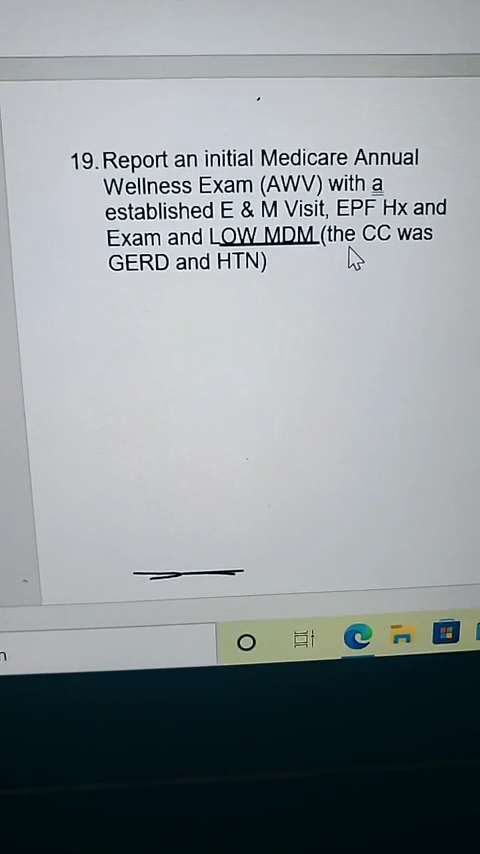 19. Report an initial Medicare Annual
Wellness Exam (AWV) with a
established E & M Visit, EPF Hx and
Exam and LOW MDM (the CC was
GERD and HTN)